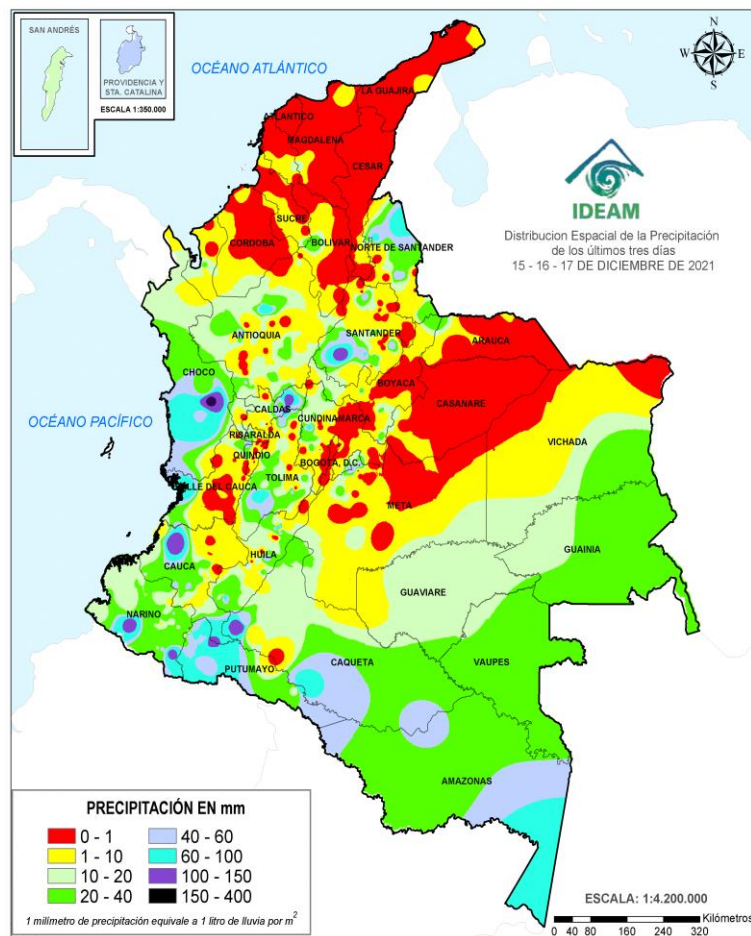 SAN ANDRÉS
PROVIDENCIA Y
STA. CATALINA
ESCALA 1:350.000
OCÉANO ATLÁNTICO
N
W
E
S
LA GUAJIRA
ATLANTICO
MAGDALENA
CESAR
IDEAM
Distribucion Espacial de la Precipitación
de los últimos tres días
15 - 16 - 17 DE DICIEMBRE DE 2021
SUCRE
CORDOBA
BOLIVAR
NORTE DE SANTANDER
ANTIOQUIA
SANTANDER
ARAUCA
CHOCO
BOYACA
CASANARE
OCÉANO PACÍFICO
CALDAS
CUNDINAMARCA
RISARALDA
VICHADA
QUINDIO
BOGOTA, D.C.
TOLIMA
VALLE DEL CAUCA
META
HUILA
GUAINIA
CAUCA
GUAVIARE
NARINO
CAQUETA
VAUPES
PUTUMAYO
AMAZONAS
PRECIPITACIÓN EN mm
0 - 1
40 - 60
1 - 10
60 - 100
10 - 20
100 - 150
20 - 40
150 - 400
1 milímetro de precipitación equivale a 1 litro de lluvia por m²
ESCALA: 1:4.200.000
Kilómetros
0 40 80 160 240 320